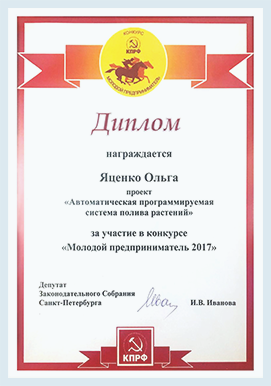 КОНКУРС
КПРФ
МОЛОДОЙ ПРЕДПРИНИМАТЕЛЬ
Диплом
награждается
Яценко Ольга
проект
«Автоматическая программируемая
система полива растений»
за участие в конкурсе
«Молодой предприниматель 2017»
Депутат
Законодательного Собрания
Санкт-Петербурга
И.В. Иванова
КПРФ